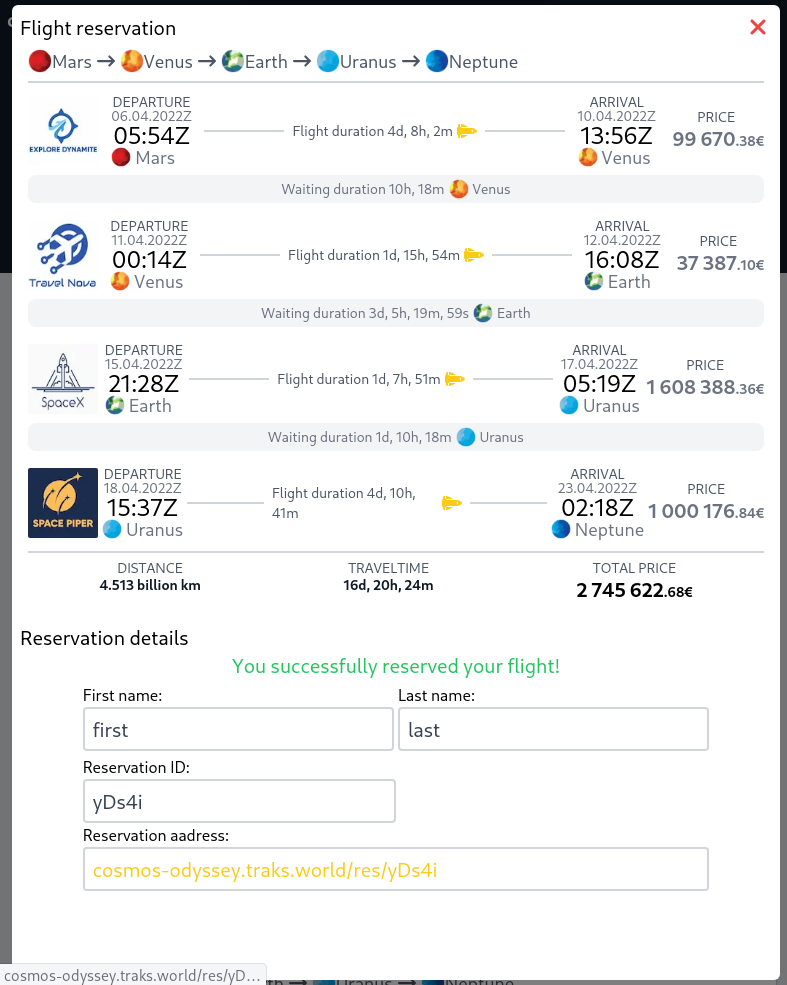 Flight reservation
Mars → Venus → Earth → Uranus → Neptune
EXPLORE DYNAMITE
DEPARTURE
06.04.2022Z
05:54Z
Mars
Flight duration 4d, 8h, 2m
ARRIVAL
10.04.2022Z
13:56Z
Venus
PRICE
99 670.38€
Waiting duration 10h, 18m Venus
Travel Nova
DEPARTURE
11.04.2022Z
00:14Z
Venus
Flight duration 1d, 15h, 54m
ARRIVAL
12.04.2022Z
16:08Z
Earth
PRICE
37 387.10€
Waiting duration 3d, 5h, 19m, 59s Earth
SpaceX
DEPARTURE
15.04.2022Z
21:28Z
Earth
Flight duration 1d, 7h, 51m
ARRIVAL
17.04.2022Z
05:19Z
Uranus
PRICE
1 608 388.36€
Waiting duration 1d, 10h, 18m Uranus
SPACE PIPER
DEPARTURE
18.04.2022Z
15:37Z
Uranus
Flight duration 4d, 10h,
41m
ARRIVAL
23.04.2022Z
02:18Z
Neptune
PRICE
1 000 176.84€
DISTANCE
4.513 billion km
TRAVELTIME
16d, 20h, 24m
TOTAL PRICE
2 745 622.68€
Reservation details
You successfully reserved your flight!
First name:
first
Last name:
last
Reservation ID:
yDs4i
Reservation aadress:
cosmos-odyssey.traks.world/res/yDs4i
cosmos-odyssey.traks.world/res/yD...